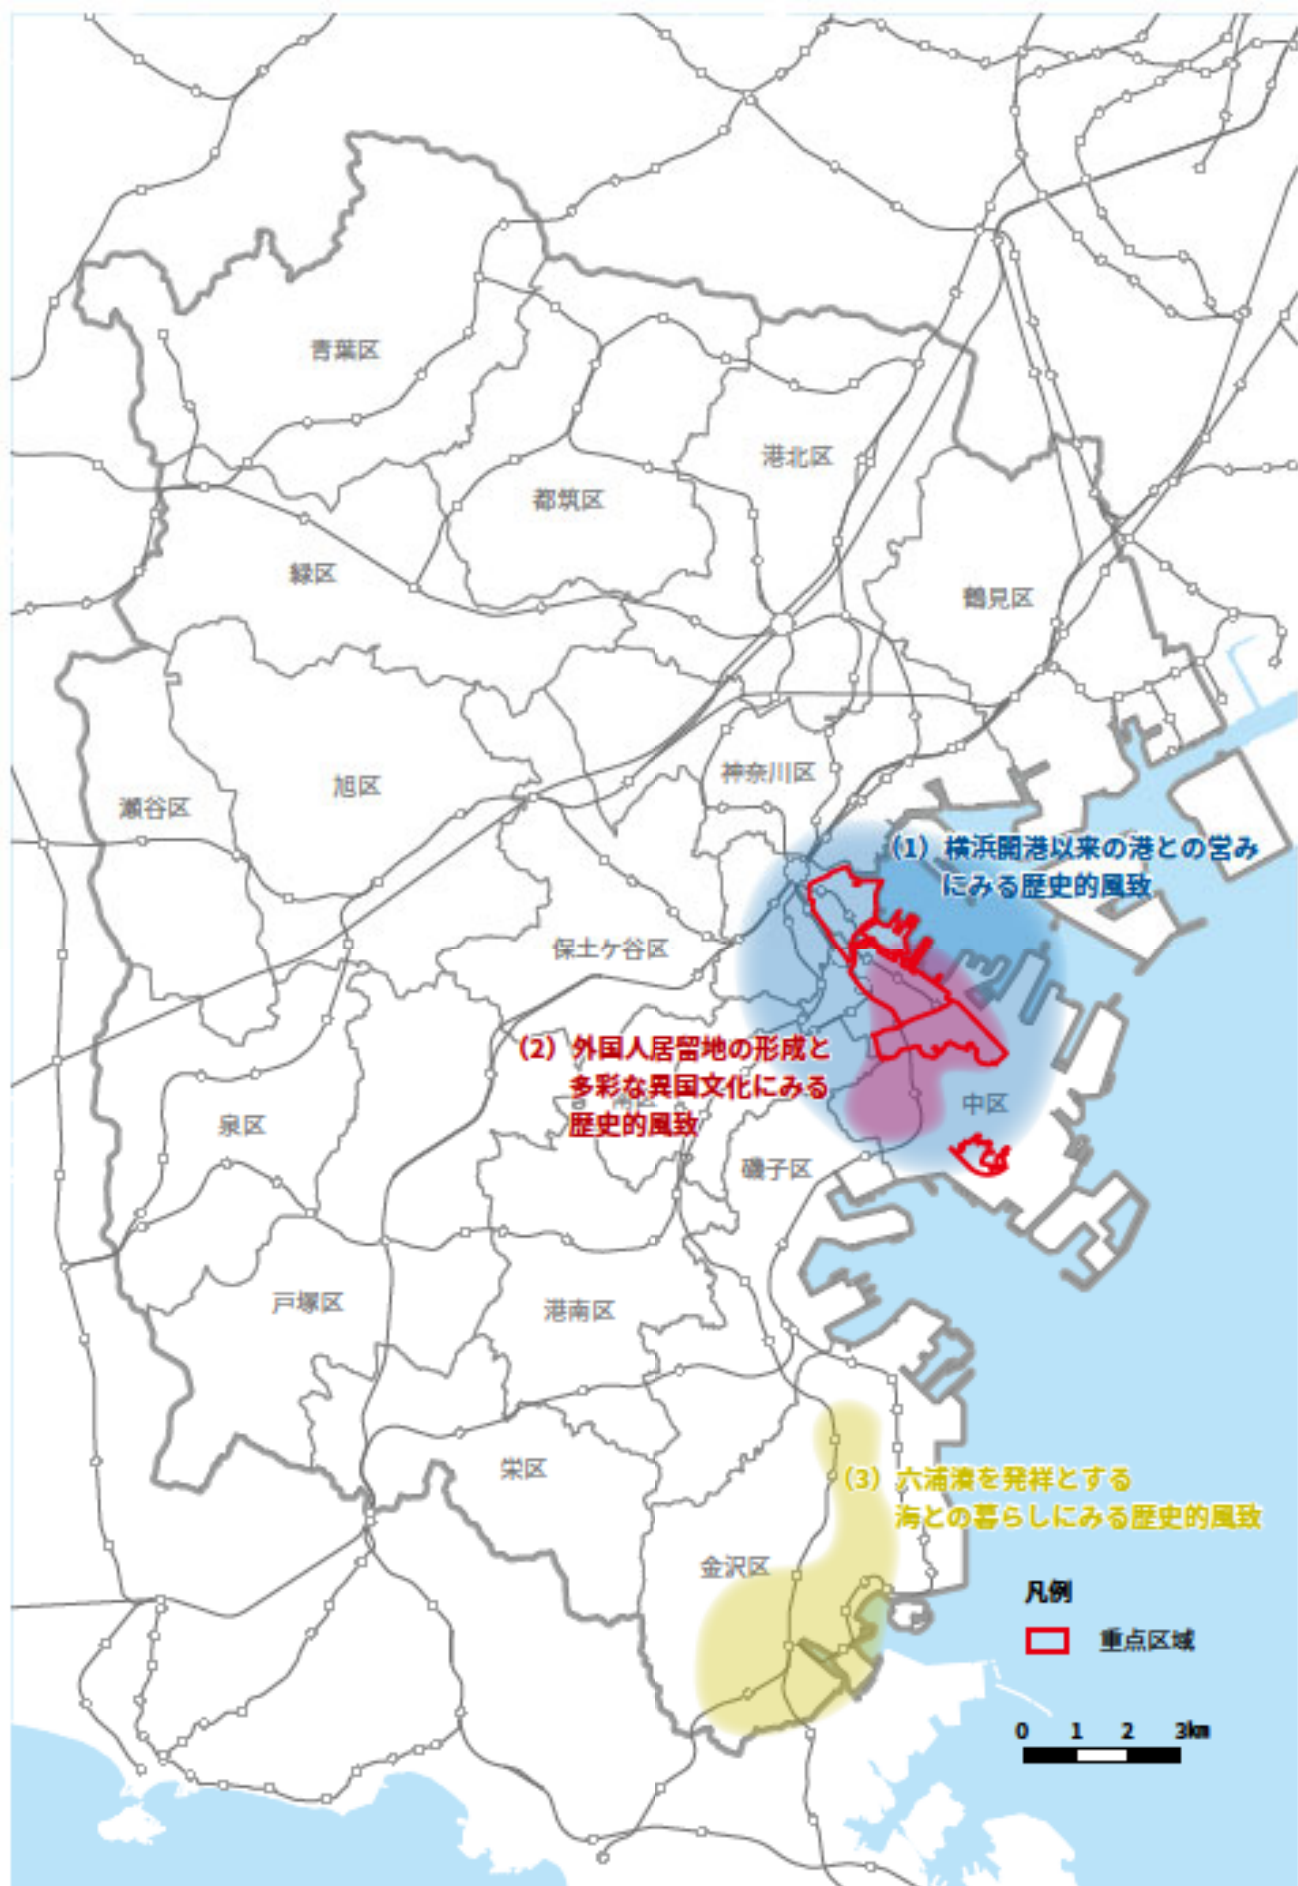 青葉区
港北区
都筑区
緑区
鶴見区
神奈川区
旭区
瀬谷区
(1) 横浜開港以来の港との営み
にみる歴史的風致
保土ケ谷区
(2) 外国人居留地の形成と
多彩な異国文化にみる
南区
歴史的風致
中区
泉区
磯子区
戸塚区
港南区
栄区
(3) 六浦湊を発祥とする
海との暮らしにみる歴史的風致
金沢区
凡例
重点区域
0 1 2 3km